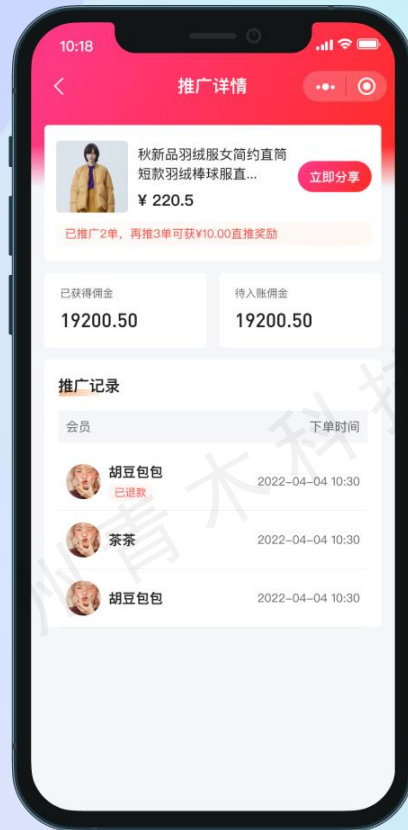 10:18
推广详情
秋新品羽绒服女简约直筒
短款羽绒棒球服直...
¥ 220.5
立即分享
已推广2单，再推3单可获¥10.00直推奖励
已获得佣金
待入账佣金
19200.50
19200.50
推广记录
会员
下单时间
胡豆包包
已退款
2022-04-04 10:30
茶茶
2022-04-04 10:30
胡豆包包
2022-04-04 10:30
州青木科技